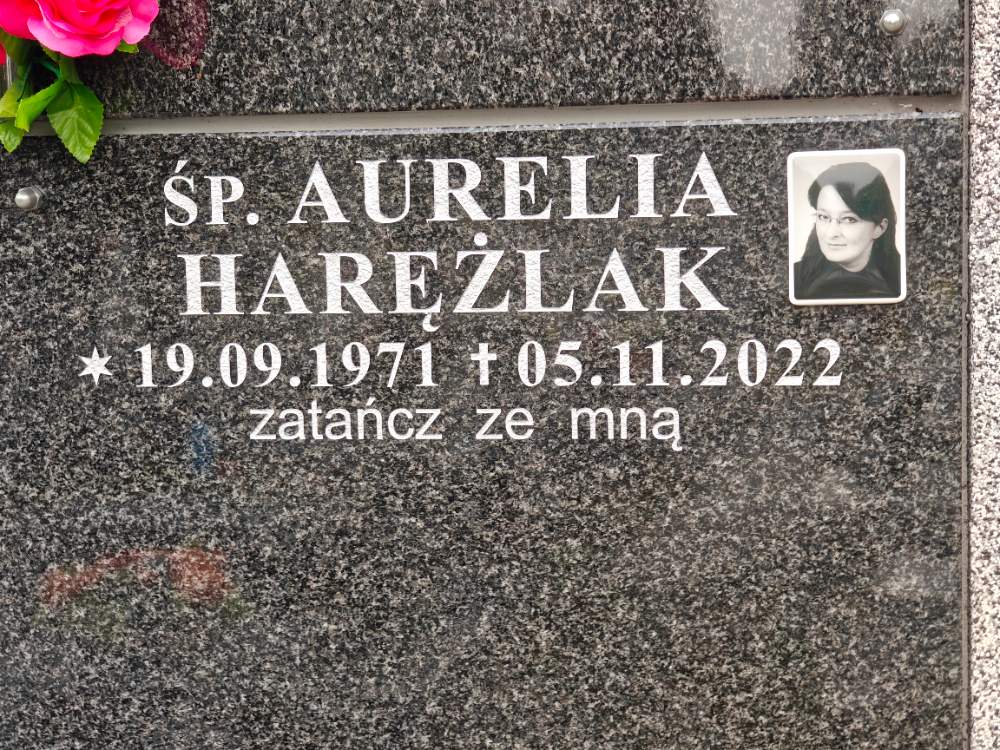 ŚP. AURELIA
HARĘŻLAK
* 19.09.1971 ✝ 05.11.2022
zatańcz ze mną